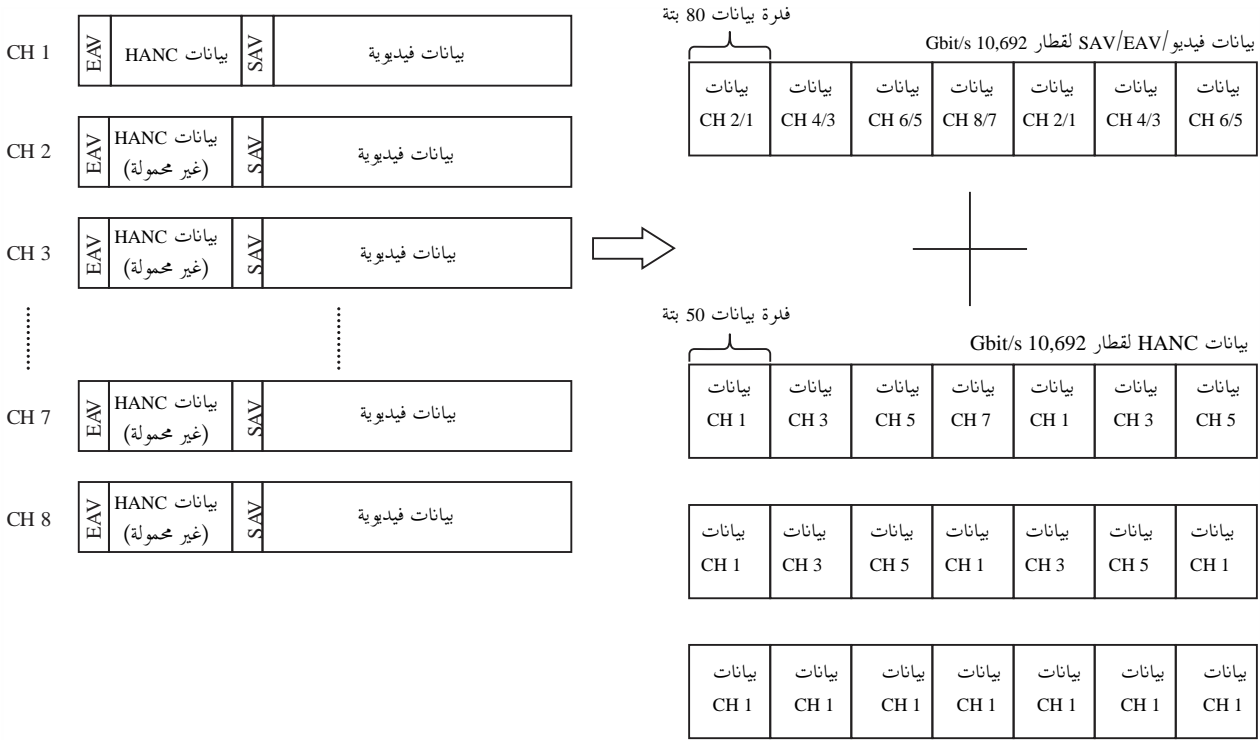 CH 1
EAV
بيانات HANC
SAV
بيانات فيديوية
CH 2
EAV
بيانات HANC
(غير محمولة)
SAV
بيانات فيديوية
CH 3
EAV
بيانات HANC
(غير محمولة)
SAV
بيانات فيديوية
CH 7
EAV
بيانات HANC
(غير محمولة)
SAV
بيانات فيديوية
CH 8
EAV
بيانات HANC
(غير محمولة)
SAV
بيانات فيديوية
فدرة بيانات 80 بتة
بيانات فيديو/SAV/EAV لقطار 10,692 Gbit/s
بيانات بيانات بيانات بيانات بيانات بيانات بيانات
CH 2/1 CH 4/3 CH 6/5 CH 8/7 CH 2/1 CH 4/3 CH 6/5
فدرة بيانات 50 بتة
بيانات HANC لقطار 10,692 Gbit/s
بيانات بيانات بيانات بيانات بيانات بيانات بيانات
CH 1 CH 3 CH 5 CH 7 CH 1 CH 3 CH 5
بيانات بيانات بيانات بيانات بيانات بيانات بيانات
CH 1 CH 3 CH 5 CH 1 CH 3 CH 5 CH 1
بيانات بيانات بيانات بيانات بيانات بيانات بيانات
CH 1 CH 1 CH 1 CH 1 CH 1 CH 1 CH 1